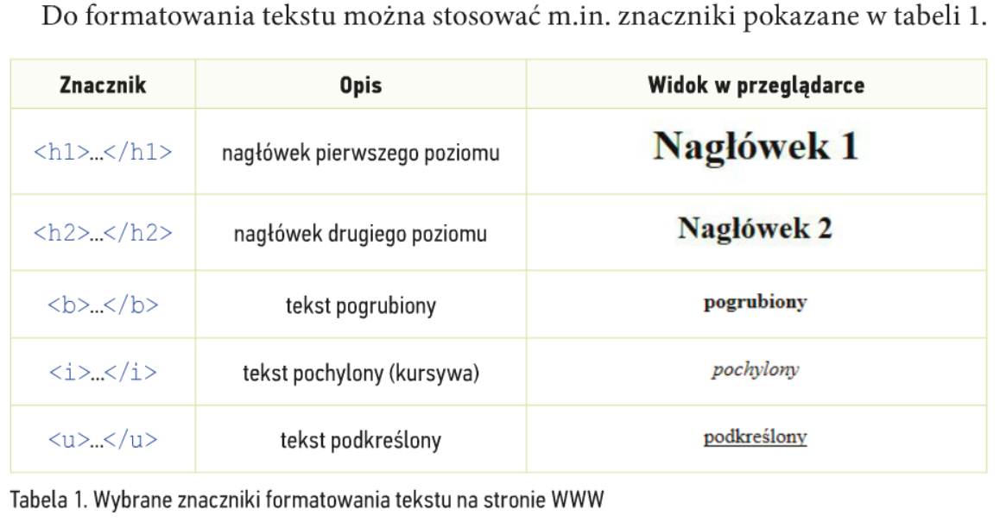 Do formatowania tekstu można stosować m.in. znaczniki pokazane w tabeli 1.
Znacznik Opis Widok w przeglądarce
<h1>…</h1> nagłówek pierwszego poziomu Nagłówek 1
<h2>…</h2> nagłówek drugiego poziomu Nagłówek 2
<b>…</b> tekst pogrubiony pogrubiony
<i>…</i> tekst pochylony (kursywa) pochylony
<u>…</u> tekst podkreślony podkreślony
Tabela 1. Wybrane znaczniki formatowania tekstu na stronie WWW